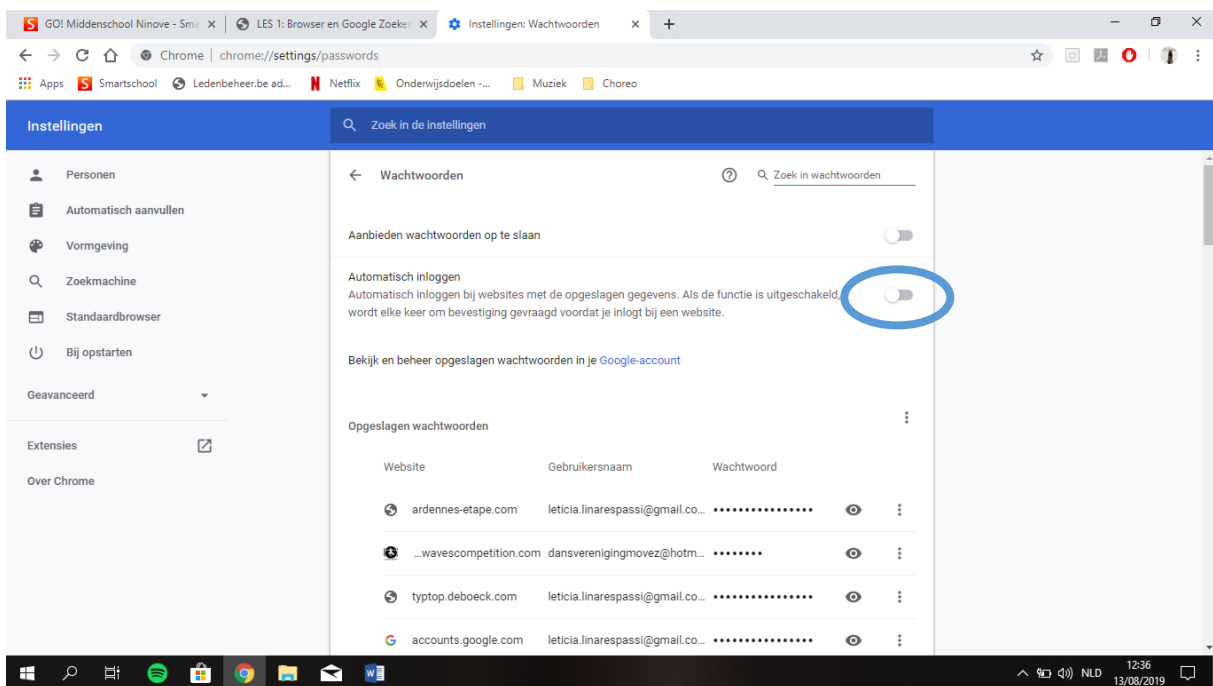 GO! Middenschool Ninove - Sma
LES 1: Browser en Google Zoeker
Instellingen: Wachtwoorden
Chrome | chrome://settings/passwords
Apps
Smartschool
Ledenbeheer.be ad...
Netflix
Onderwijsdoelen -...
Muziek
Choreo
Instellingen
Zoek in de instellingen
Personen
Automatisch aanvullen
Vormgeving
Zoekmachine
Standaardbrowser
Bij opstarten
Geavanceerd
Extensies
Over Chrome
Wachtwoorden
Zoek in wachtwoorden
Aanbieden wachtwoorden op te slaan
Automatisch inloggen
Automatisch inloggen bij websites met de opgeslagen gegevens. Als de functie is uitgeschakeld,
wordt elke keer om bevestiging gevraagd voordat je inlogt bij een website.
Bekijk en beheer opgeslagen wachtwoorden in je Google-account
Opgeslagen wachtwoorden
Website Gebruikersnaam Wachtwoord
ardennes-etape.com leticia.linarespassi@gmail.co... ••••••••••••••••
...wavescompetition.com dansverenigingmovez@hotm... ••••••••
typtop.deboeck.com leticia.linarespassi@gmail.co... ••••••••••••••••
accounts.google.com leticia.linarespassi@gmail.co... ••••••••••••••••
NLD
12:36
13/08/2019